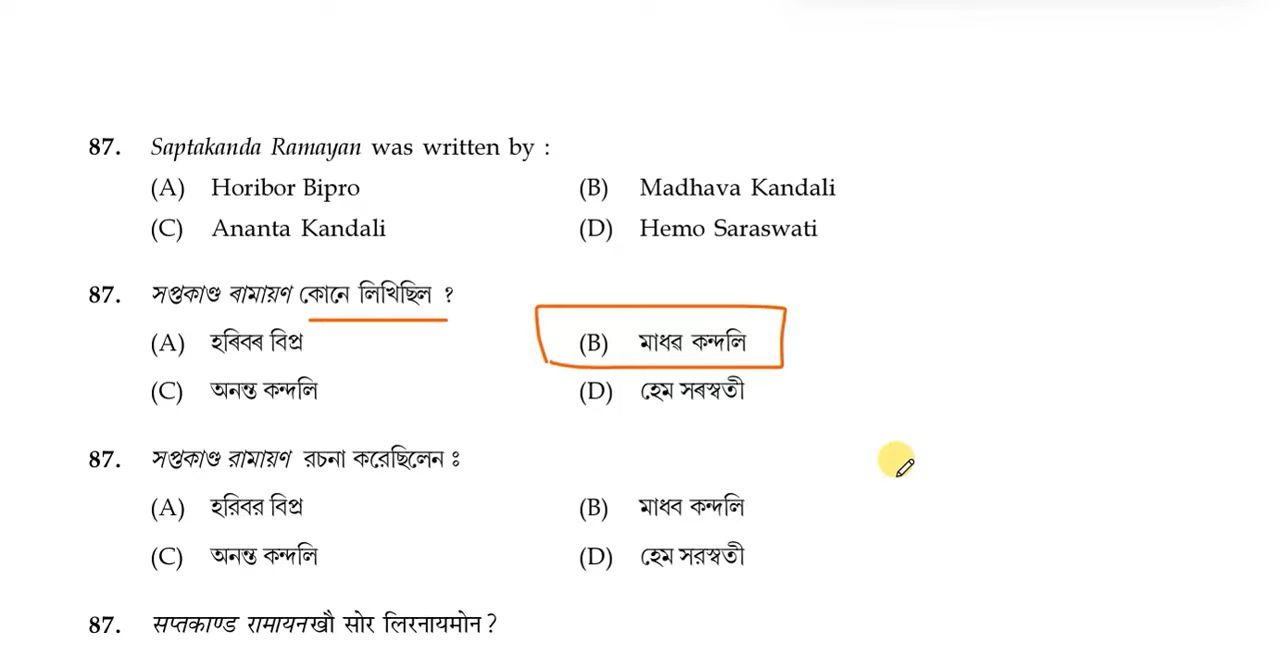 87. Saptakanda Ramayan was written by :
(A) Horibor Bipro (B) Madhava Kandali
(C) Ananta Kandali (D) Hemo Saraswati
87. সপ্তকাণ্ড ৰামায়ণ কোনে লিখিছিল ?
(A) হৰিবৰ বিপ্ৰ (B) মাধৱ কন্দলি
(C) অনন্ত কন্দলি (D) হেম সৰস্বতী
87. সপ্তকাণ্ড রামায়ণ রচনা করেছিলেন ঃ
(A) হরিবর বিপ্র (B) মাধব কন্দলি
(C) অনন্ত কন্দলি (D) হেম সরস্বতী
87. सप्तकाण्ड रामायनखौ सोर लिरनायमोन ?